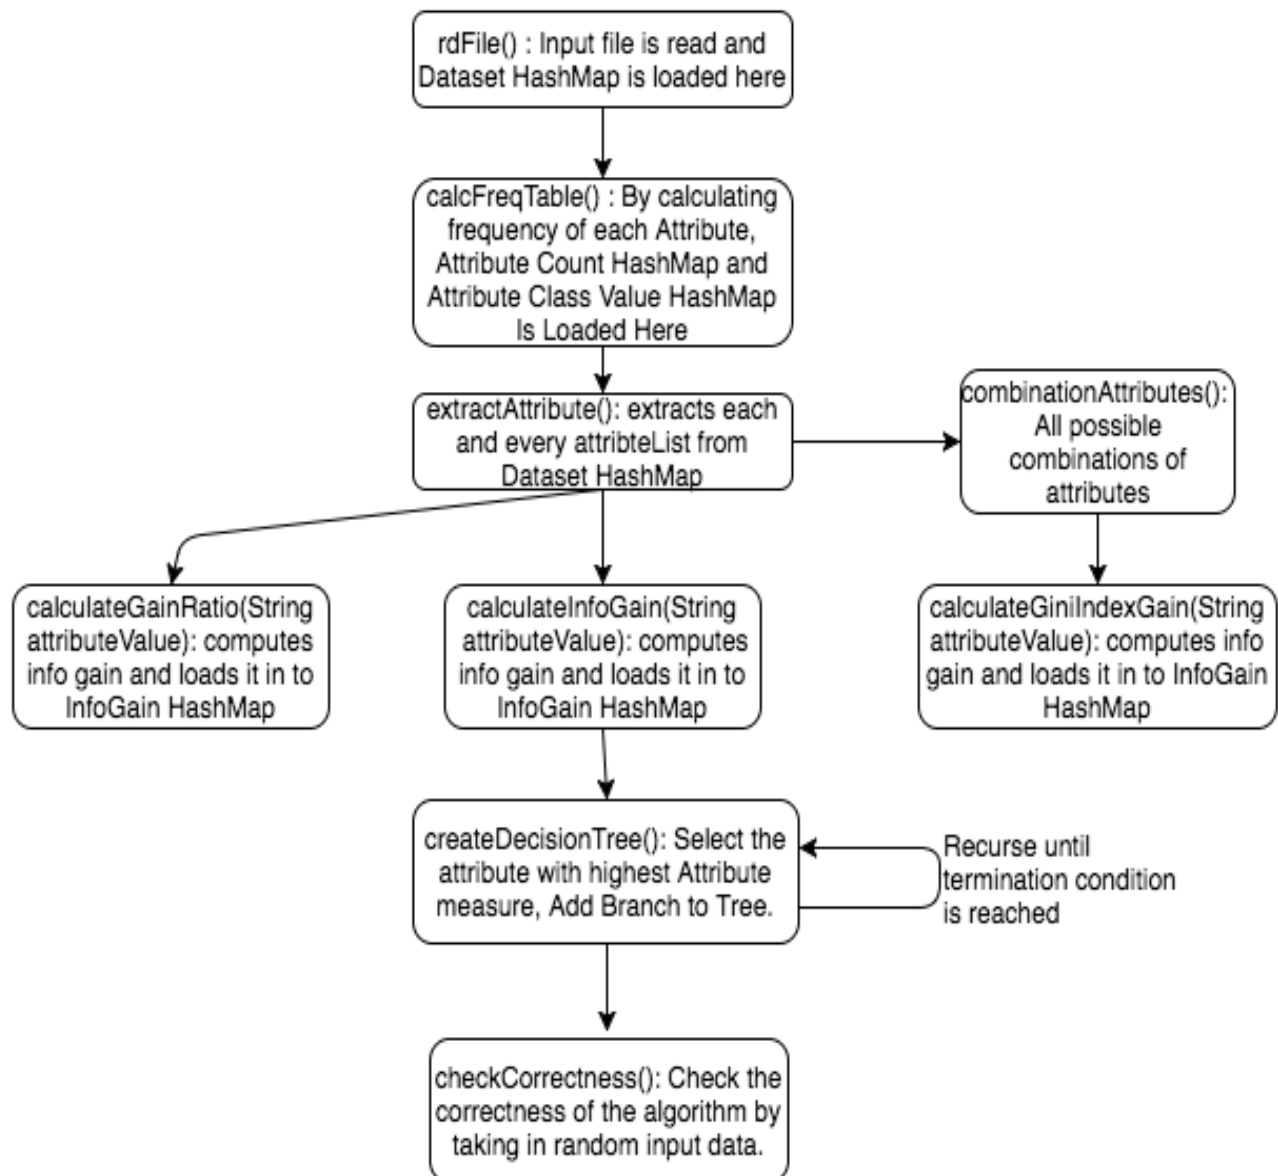 rdFile() : Input file is read and
Dataset HashMap is loaded here
calcFreqTable() : By calculating
frequency of each Attribute,
Attribute Count HashMap and
Attribute Class Value HashMap
Is Loaded Here
extractAttribute(): extracts each
and every attribteList from
Dataset HashMap
combinationAttributes():
All possible
combinations of
attributes
calculateGainRatio(String
attributeValue): computes
info gain and loads it in to
InfoGain HashMap
calculateInfoGain(String
attributeValue): computes
info gain and loads it in to
InfoGain HashMap
calculateGiniIndexGain(String
attributeValue): computes info
gain and loads it in to InfoGain
HashMap
createDecisionTree(): Select the
attribute with highest Attribute
measure, Add Branch to Tree.
Recurse until
termination condition
is reached
checkCorrectness(): Check the
correctness of the algorithm by
taking in random input data.